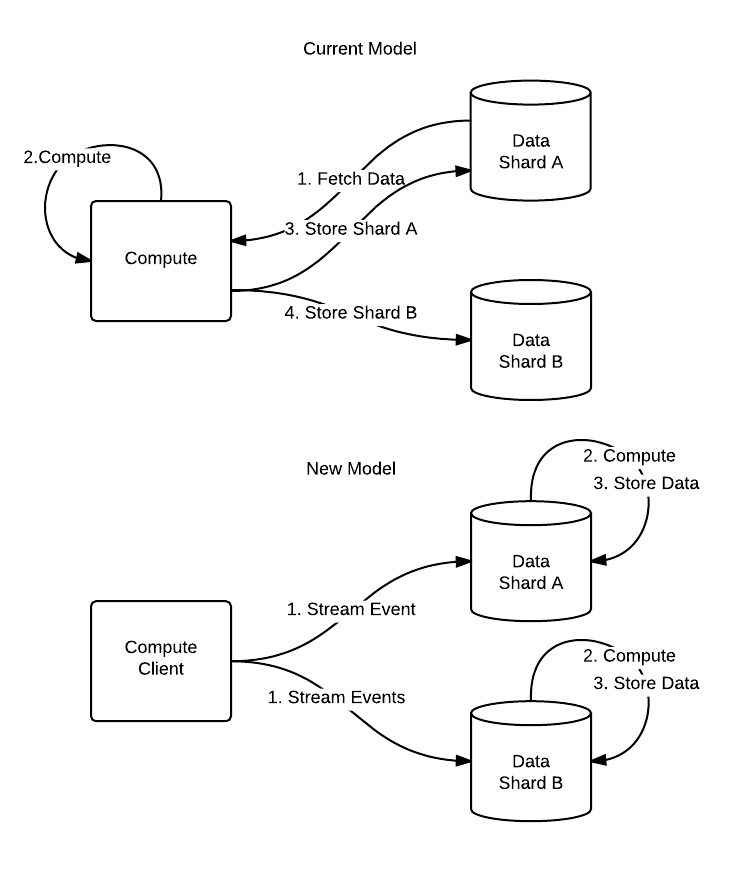 Current Model
Data
Shard A
2.Compute
1. Fetch Data
3. Store Shard A
Compute
4. Store Shard B
Data
Shard B
New Model
2. Compute
3. Store Data
Data
Shard A
1. Stream Event
Compute
Client
2. Compute
3. Store Data
1. Stream Events
Data
Shard B